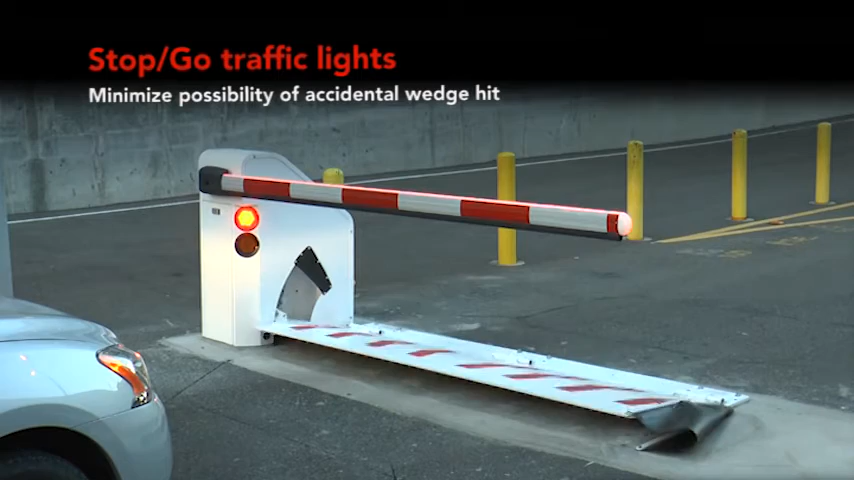 Stop/Go traffic lights
Minimize possibility of accidental wedge hit